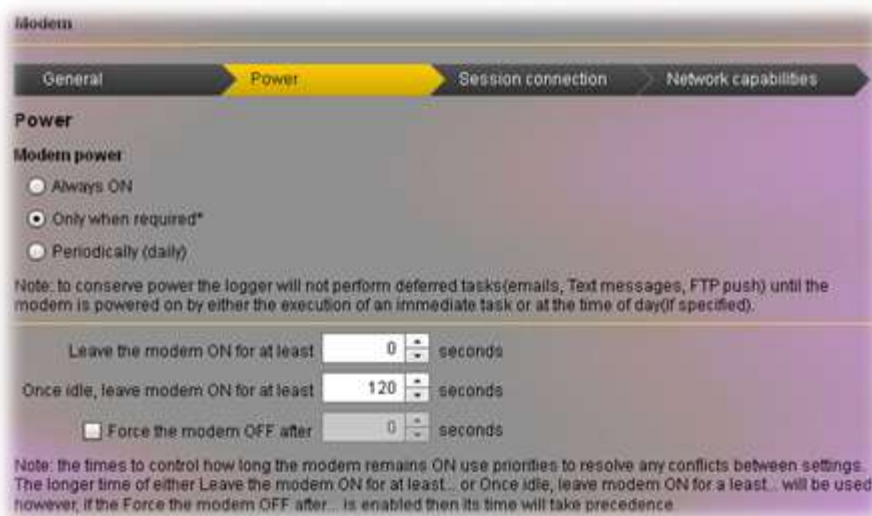 Modem
General Power Session connection Network capabilities
Power
Modem power
Always ON
Only when required*
Periodically (daily)
Note: to conserve power the logger will not perform deferred tasks(emails, Text messages, FTP push) until the
modem is powered on by either the execution of an immediate task or at the time of day(if specified).
Leave the modem ON for at least 0 seconds
Once idle, leave modem ON for at least 120 seconds
Force the modem OFF after 0 seconds
Note: the times to control how long the modem remains ON use priorities to resolve any conflicts between settings.
The longer time of either Leave the modem ON for at least... or Once idle, leave modem ON for a least... will be used
however, if the Force the modem OFF after... is enabled then its time will take precedence.